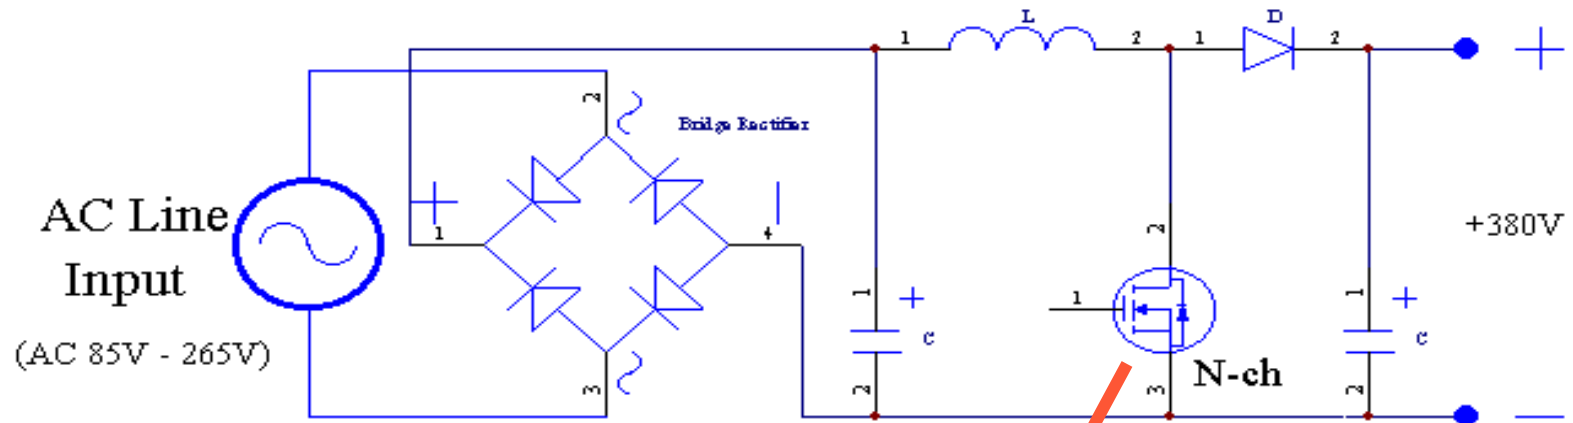 L
D
1
2
1
2
2
Bridge Rectifier
+
AC Line
Input
(AC 85V - 265V)
1
4
+380V
2
1
+
C
2
1
N-ch
3
1
+
C
2
3
+